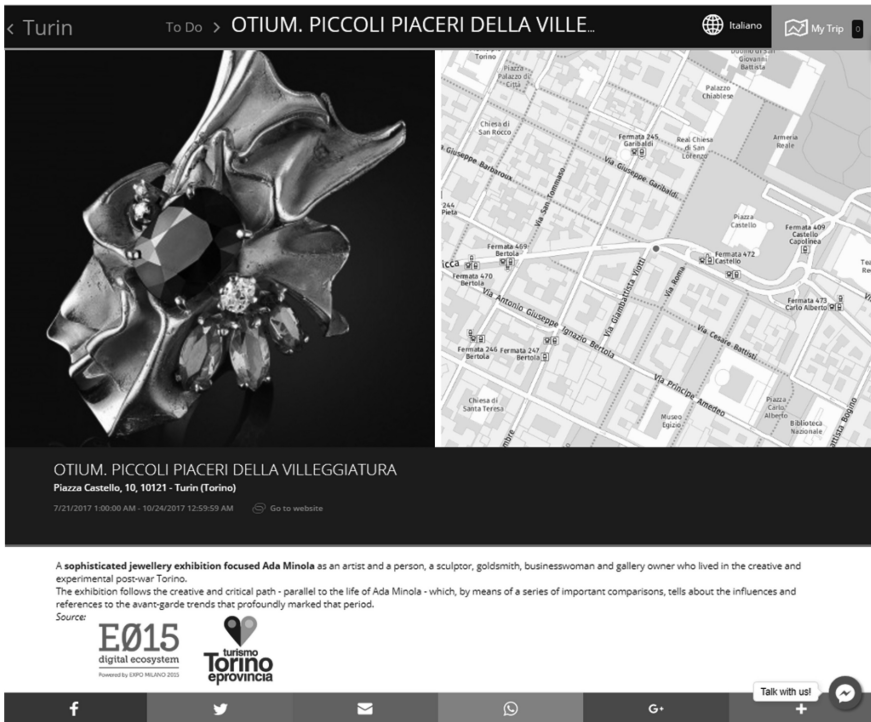 < Turin
To Do > OTIUM. PICCOLI PIACERI DELLA VILLE...
Italiano
My Trip 0
Torino
Piazza
Palazzo di
Città
Giovanni
Battista
Palazzo
Chiablese
Chiesa di
San Rocco
Fermata 245
Garibaldi
Real Chiesa
di San
Lorenzo
Armeria
Reale
Via Giuseppe Barbaroux
Via San Tommaso
Via Giuseppe Garibaldi
244
Pieta
Piazza
Castello
Fermata 409
Castello
Capolinea
Fermata 469
Bertola
Fermata 472
Castello
icca
Fermata 470
Bertola
Via Giambattista Viotti
Via Roma
Fermata 473
Carlo Alberto
Via Antonio Giuseppe Ignazio Bertola
Via Cesare Battisti
Fermata 246
Bertola
Fermata 247
Bertola
Via Principe Amedeo
Chiesa di
Santa Teresa
Piazza
Carlo
Alberto
Museo
Egizio
Biblioteca
Nazionale
attista Bogino
mbre
OTIUM. PICCOLI PIACERI DELLA VILLEGGIATURA
Piazza Castello, 10, 10121 - Turin (Torino)
7/21/2017 1:00:00 AM - 10/24/2017 12:59:59 AM Go to website
A sophisticated jewellery exhibition focused Ada Minola as an artist and a person, a sculptor, goldsmith, businesswoman and gallery owner who lived in the creative and
experimental post-war Torino.
The exhibition follows the creative and critical path - parallel to the life of Ada Minola - which, by means of a series of important comparisons, tells about the influences and
references to the avant-garde trends that profoundly marked that period.
Source:
EØ15
digital ecosystem
Powered by EXPO MILANO 2015
turismo
Torino
eprovincia
Talk with us!
f
G+
+